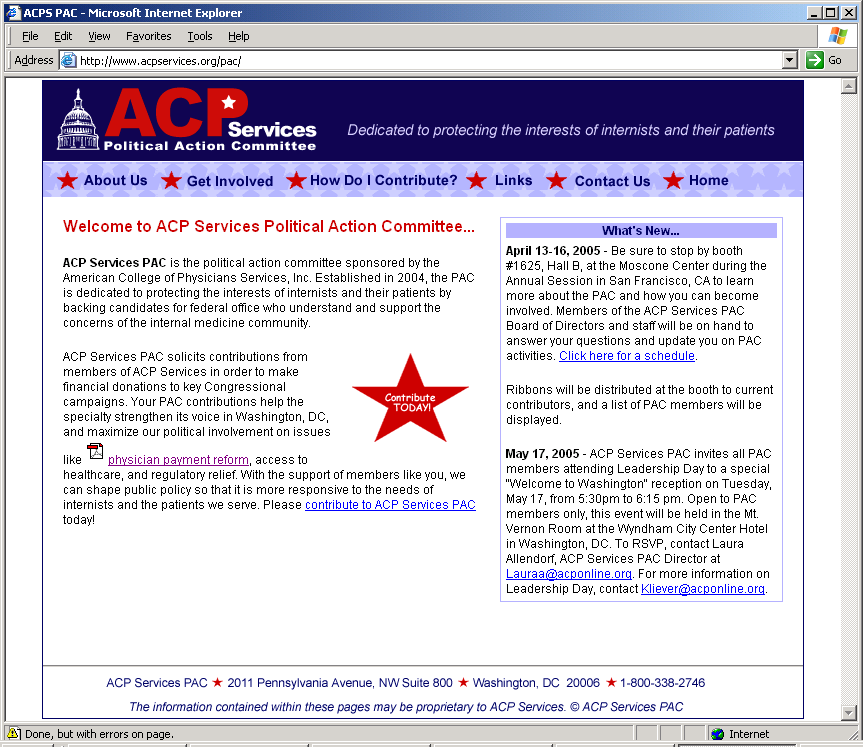 ACPS PAC - Microsoft Internet Explorer
File Edit View Favorites Tools Help
Address http://www.acpservices.org/pac/ Go
ACP Services
Political Action Committee
Dedicated to protecting the interests of internists and their patients
About Us Get Involved How Do I Contribute? Links Contact Us Home
Welcome to ACP Services Political Action Committee...
ACP Services PAC is the political action committee sponsored by the
American College of Physicians Services, Inc. Established in 2004, the PAC
is dedicated to protecting the interests of internists and their patients by
backing candidates for federal office who understand and support the
concerns of the internal medicine community.
ACP Services PAC solicits contributions from
members of ACP Services in order to make
financial donations to key Congressional
campaigns. Your PAC contributions help the
specialty strengthen its voice in Washington, DC,
and maximize our political involvement on issues
like physician payment reform, access to
healthcare, and regulatory relief. With the support of members like you, we
can shape public policy so that it is more responsive to the needs of
internists and the patients we serve. Please contribute to ACP Services PAC
today!
Contribute
TODAY!
What's New...
April 13-16, 2005 - Be sure to stop by booth
#1625, Hall B, at the Moscone Center during the
Annual Session in San Francisco, CA to learn
more about the PAC and how you can become
involved. Members of the ACP Services PAC
Board of Directors and staff will be on hand to
answer your questions and update you on PAC
activities. Click here for a schedule.
Ribbons will be distributed at the booth to current
contributors, and a list of PAC members will be
displayed.
May 17, 2005 - ACP Services PAC invites all PAC
members attending Leadership Day to a special
"Welcome to Washington" reception on Tuesday,
May 17, from 5:30pm to 6:15 pm. Open to PAC
members only, this event will be held in the Mt.
Vernon Room at the Wyndham City Center Hotel
in Washington, DC. To RSVP, contact Laura
Allendorf, ACP Services PAC Director at
Lauraa@acponline.org. For more information on
Leadership Day, contact Kliever@acponline.org.
ACP Services PAC ★ 2011 Pennsylvania Avenue, NW Suite 800 ★ Washington, DC 20006 ★ 1-800-338-2746
The information contained within these pages may be proprietary to ACP Services. © ACP Services PAC
Done, but with errors on page. Internet